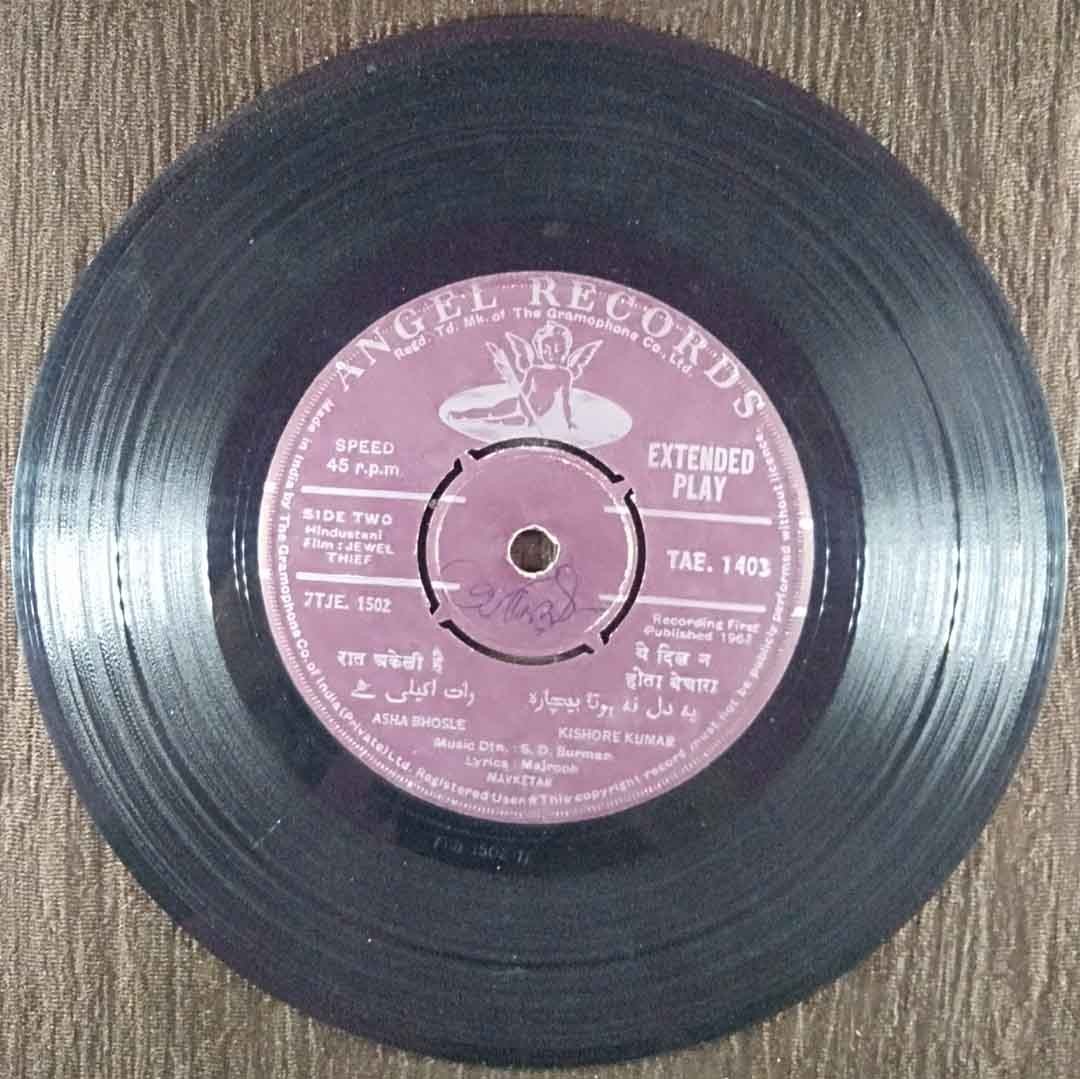 ANGEL RECORDS
Regd. Td. Mk. of The Gramophone Co., Ltd.
SPEED
45 r.p.m
EXTENDED
PLAY
SIDE TWO
Hindustani
Film : JEWEL
THIEF
7TJE. 1502
TAE. 1403
Recording First
Published
रात अकेली है
رات اکیلی ہے
ASHA BHOSLE
ये दिल न
होता बेचारा
یہ دل نہ ہوتا بیچارہ
KISHORE KUMAR
Music Dtn. : S. D. Burman
Lyrics : Majrooh
NAVKETAN
Made in India by The Gramophone Co. of India (Private) Ltd. Registered User ★ This copyright record must not be publicly performed without licence